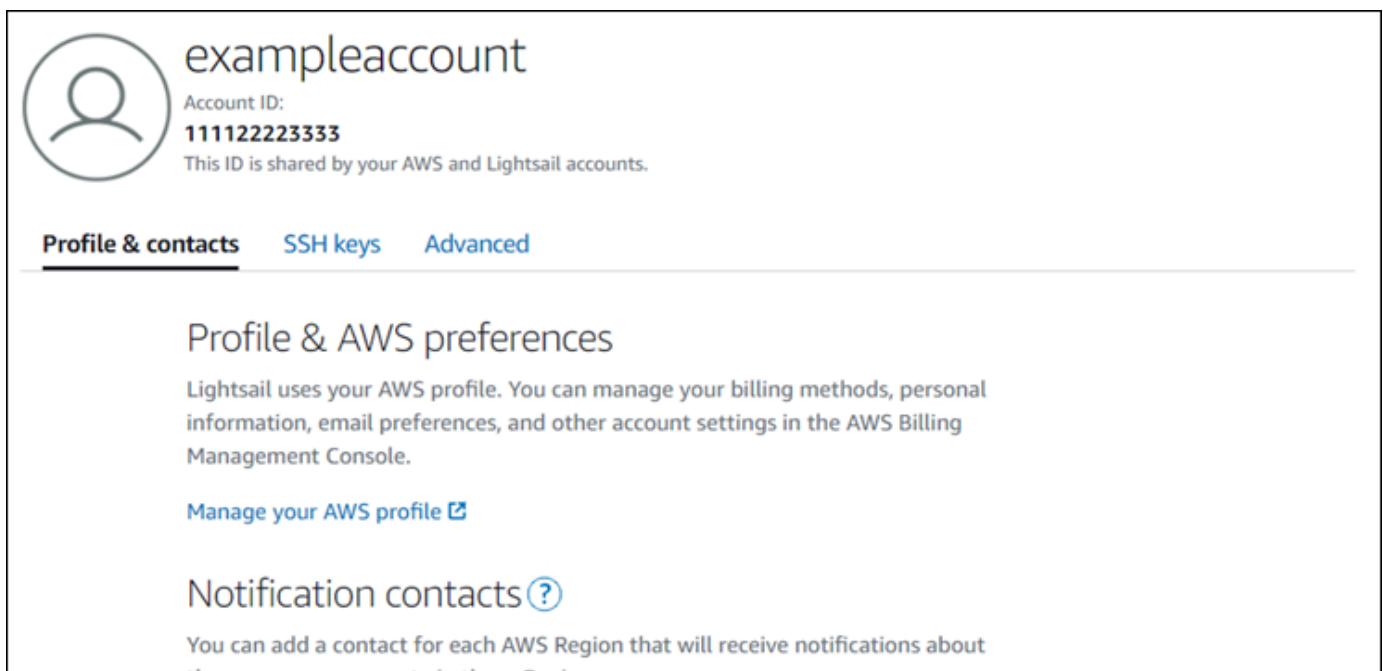 exampleaccount
Account ID:
111122223333
This ID is shared by your AWS and Lightsail accounts.
Profile & contacts SSH keys Advanced
Profile & AWS preferences
Lightsail uses your AWS profile. You can manage your billing methods, personal
information, email preferences, and other account settings in the AWS Billing
Management Console.
Manage your AWS profile
Notification contacts ?
You can add a contact for each AWS Region that will receive notifications about